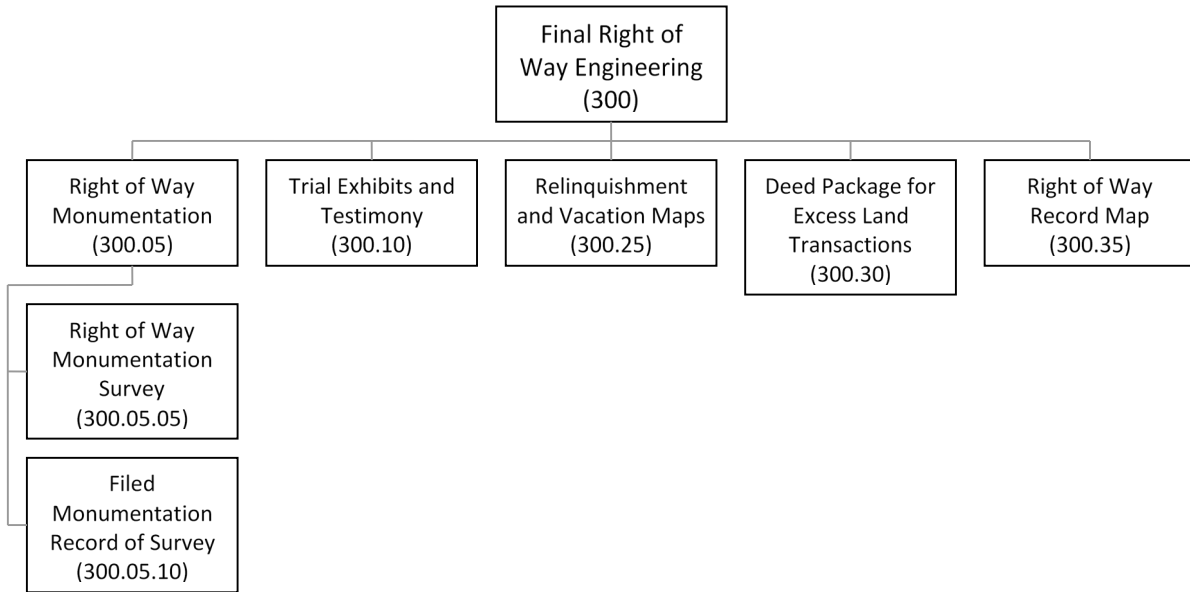 Final Right of
Way Engineering
(300)
Right of Way
Monumentation
(300.05)
Trial Exhibits and
Testimony
(300.10)
Relinquishment
and Vacation Maps
(300.25)
Deed Package for
Excess Land
Transactions
(300.30)
Right of Way
Record Map
(300.35)
Right of Way
Monumentation
Survey
(300.05.05)
Filed
Monumentation
Record of Survey
(300.05.10)